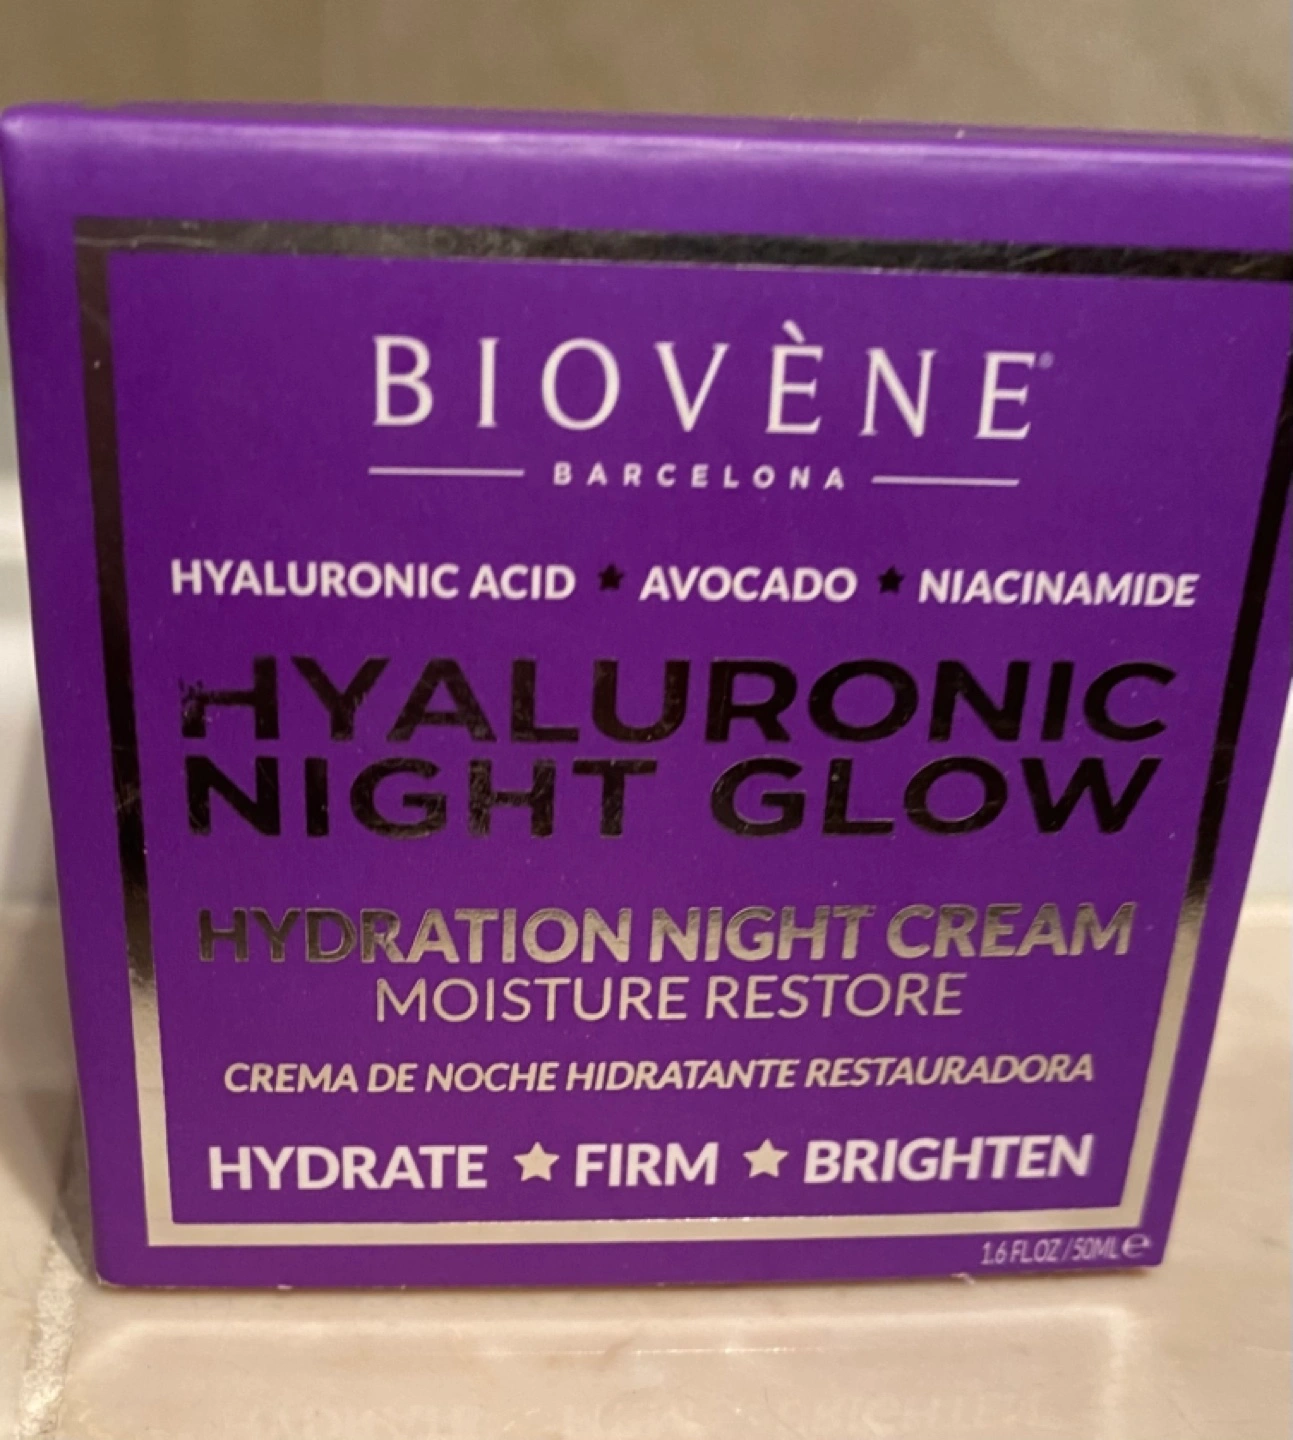 BIOVÈNE®
BARCELONA
HYALURONIC ACID ★ AVOCADO ★ NIACINAMIDE
HYALURONIC
NIGHT GLOW
HYDRATION NIGHT CREAM
MOISTURE RESTORE
CREMA DE NOCHE HIDRATANTE RESTAURADORA
HYDRATE ★ FIRM ★ BRIGHTEN
1.6 FL.OZ / 50ML ℮